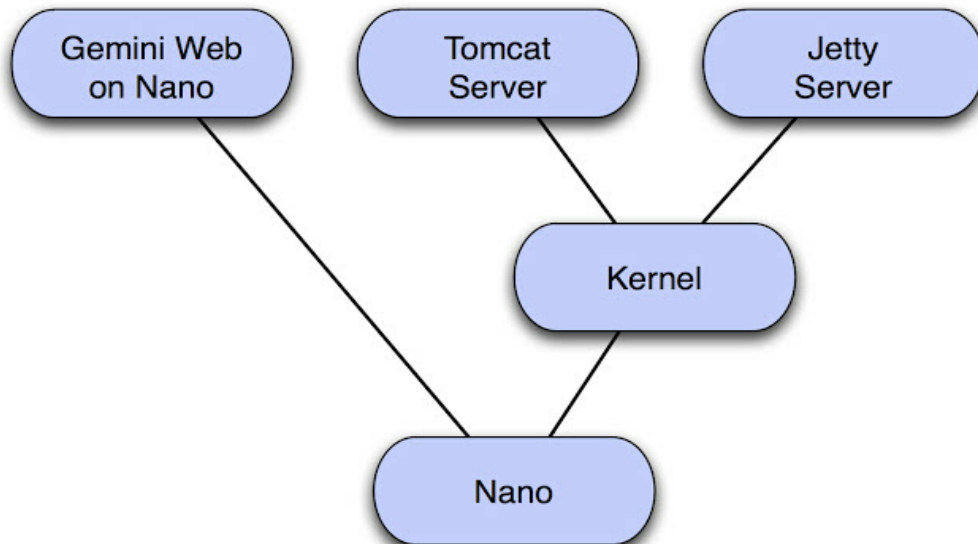 Gemini Web
on Nano
Tomcat
Server
Jetty
Server
Kernel
Nano